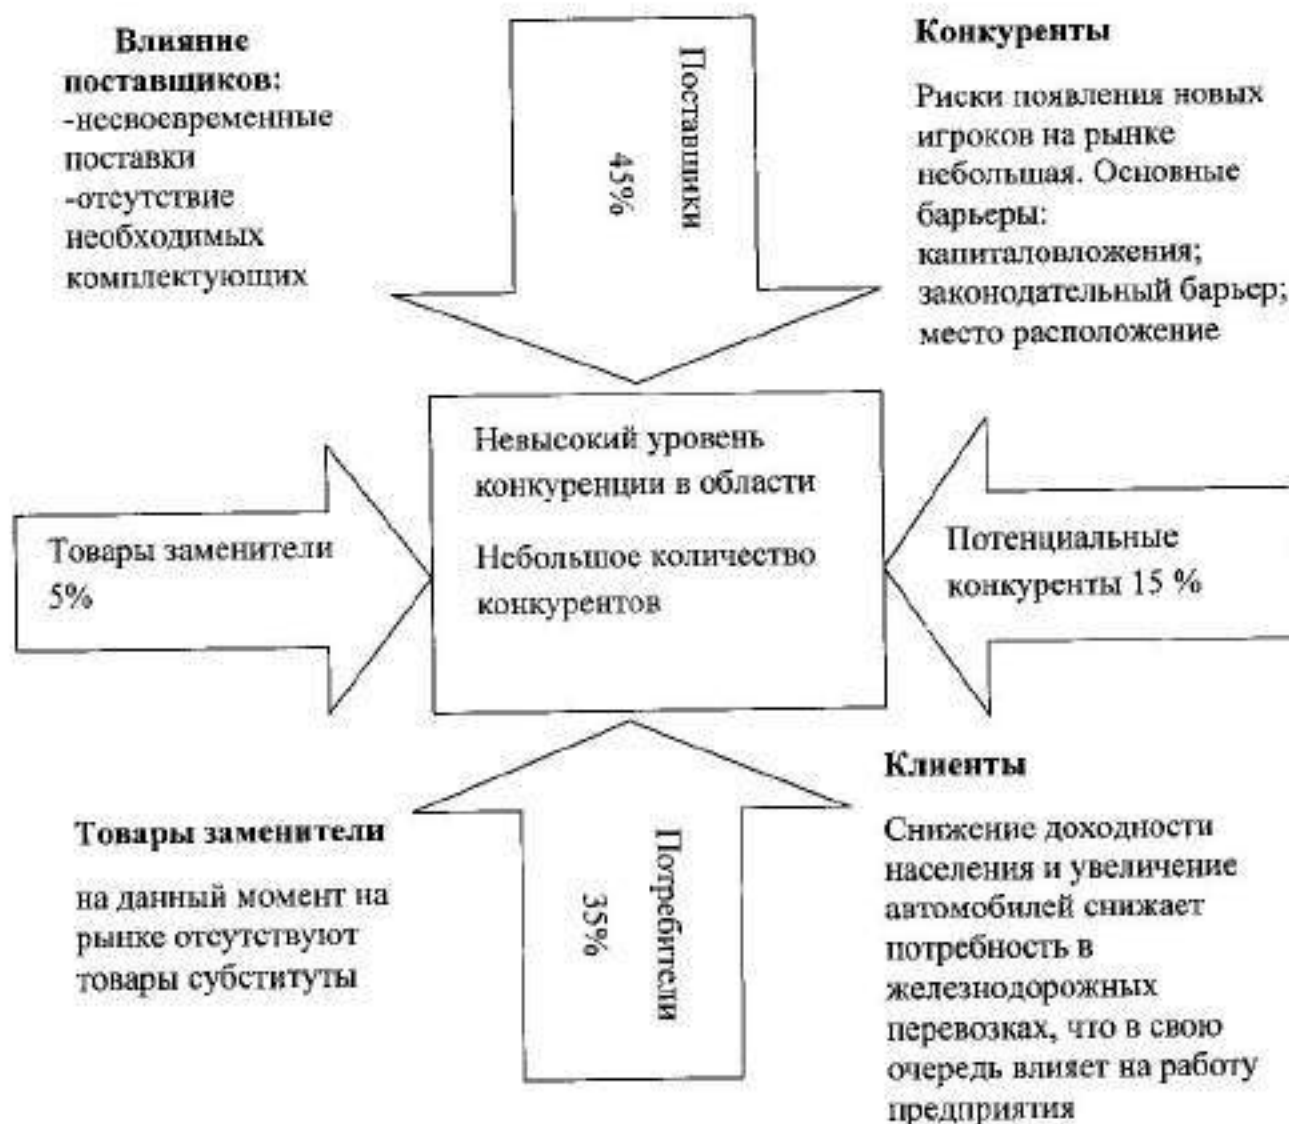 Влияние
поставщиков:
-несвоевременные
поставки
-отсутствие
необходимых
комплектующих
Поставщики
45%
Конкуренты
Риски появления новых
игроков на рынке
небольшая. Основные
барьеры:
капиталовложения;
законодательный барьер;
место расположение
Товары заменители
5%
Невысокий уровень
конкуренции в области
Небольшое количество
конкурентов
Потенциальные
конкуренты 15 %
Товары заменители
на данный момент на
рынке отсутствуют
товары субституты
Потребители
35%
Клиенты
Снижение доходности
населения и увеличение
автомобилей снижает
потребность в
железнодорожных
перевозках, что в свою
очередь влияет на работу
предприятия